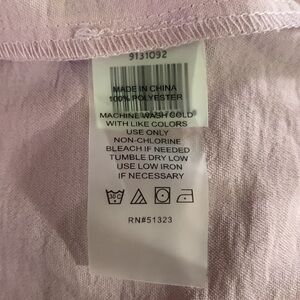 9131092
MADE IN CHINA
100% POLYESTER
MACHINE WASH COLD
WITH LIKE COLORS
USE ONLY
NON-CHLORINE
BLEACH IF NEEDED
TUMBLE DRY LOW
USE LOW IRON
IF NECESSARY
RN#51323